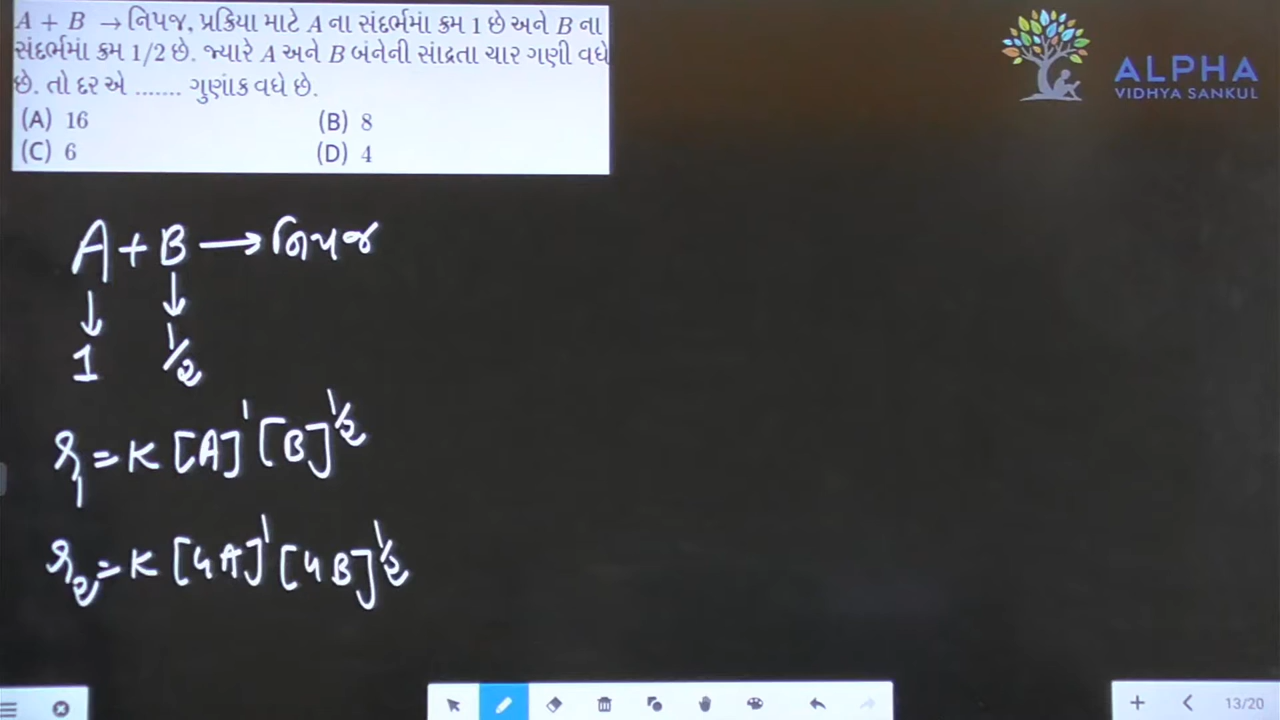 A + B → નિપજ, પ્રક્રિયા માટે A ના સંદર્ભમાં ક્રમ 1 છે અને B ના
સંદર્ભમાં ક્રમ 1/2 છે. જ્યારે A અને B બંનેની સાંદ્રતા ચાર ગણી વધે
છે. તો દર એ ....... ગુણાંક વધે છે.
(A) 16 (B) 8
(C) 6 (D) 4
ALPHA
VIDHYA SANKUL
A + B → નિપજ
↓ ↓
1 1/2
r₁ = K [A]¹ [B]^1/2
r₂ = K [4A]¹ [4B]^1/2
13/20